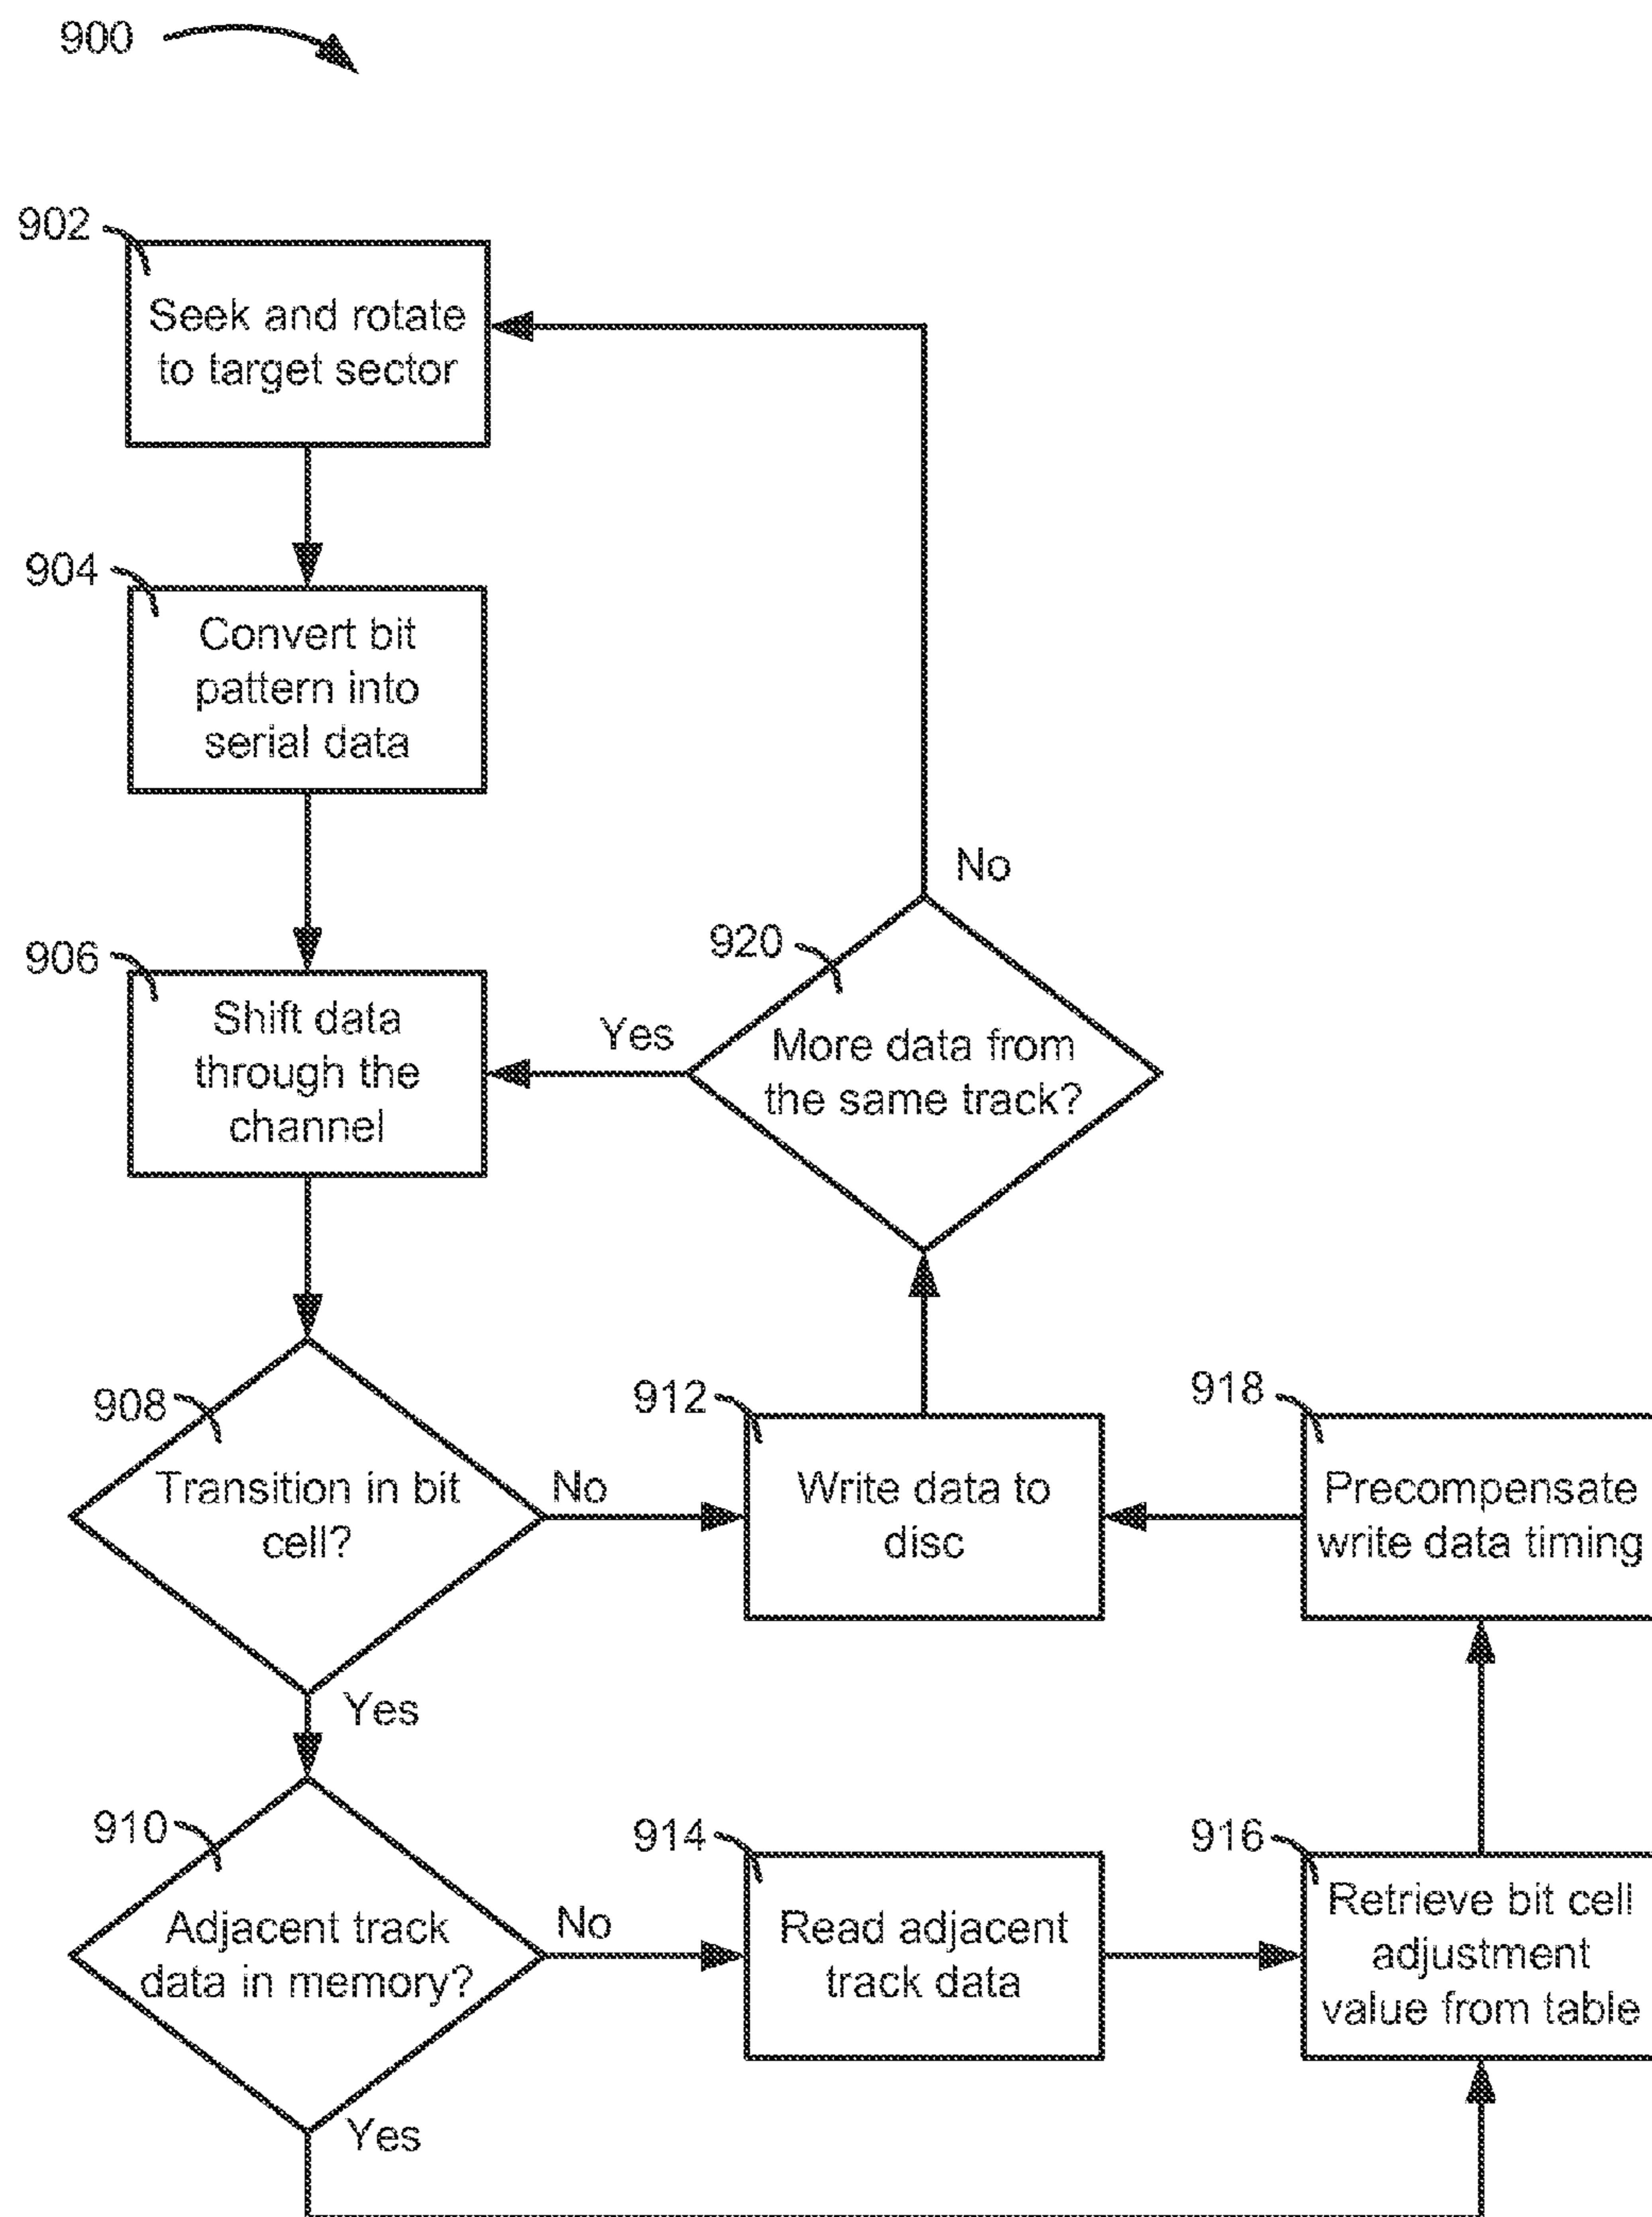 900
902
Seek and rotate
to target sector
904
Convert bit
pattern into
serial data
No
920
906
Shift data
through the
channel
Yes
More data from
the same track?
908
Transition in bit
cell?
No
912
Write data to
disc
918
Precompensate
write data timing
Yes
910
Adjacent track
data in memory?
No
914
Read adjacent
track data
916
Retrieve bit cell
adjustment
value from table
Yes